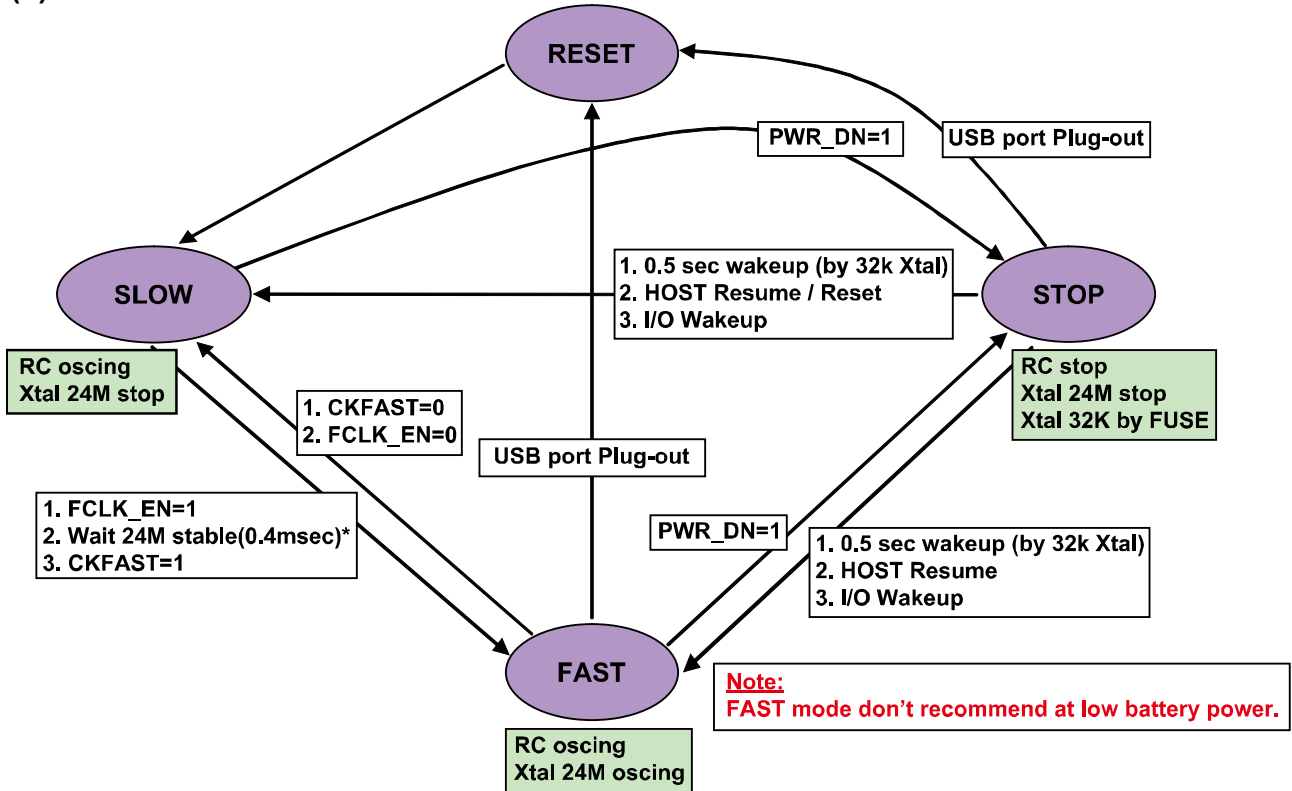 RESET
PWR_DN=1
USB port Plug-out
1. 0.5 sec wakeup (by 32k Xtal)
2. HOST Resume / Reset
3. I/O Wakeup
SLOW
STOP
RC oscing
Xtal 24M stop
RC stop
Xtal 24M stop
Xtal 32K by FUSE
1. CKFAST=0
2. FCLK_EN=0
USB port Plug-out
1. FCLK_EN=1
2. Wait 24M stable(0.4msec)*
3. CKFAST=1
PWR_DN=1
1. 0.5 sec wakeup (by 32k Xtal)
2. HOST Resume
3. I/O Wakeup
FAST
Note:
FAST mode don't recommend at low battery power.
RC oscing
Xtal 24M oscing